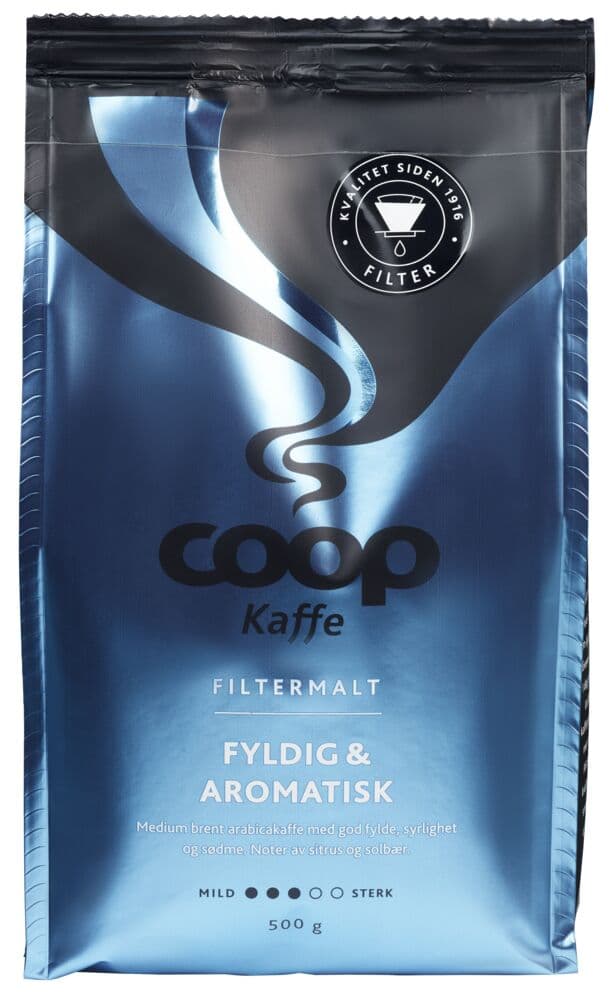 KVALITET SIDEN 1916
FILTER
coop
Kaffe
FILTERMALT
FYLDIG &
AROMATISK
Medium brent arabicakaffe med god fylde, syrlighet
og sødme. Noter av sitrus og solbær.
MILD STERK
500 g